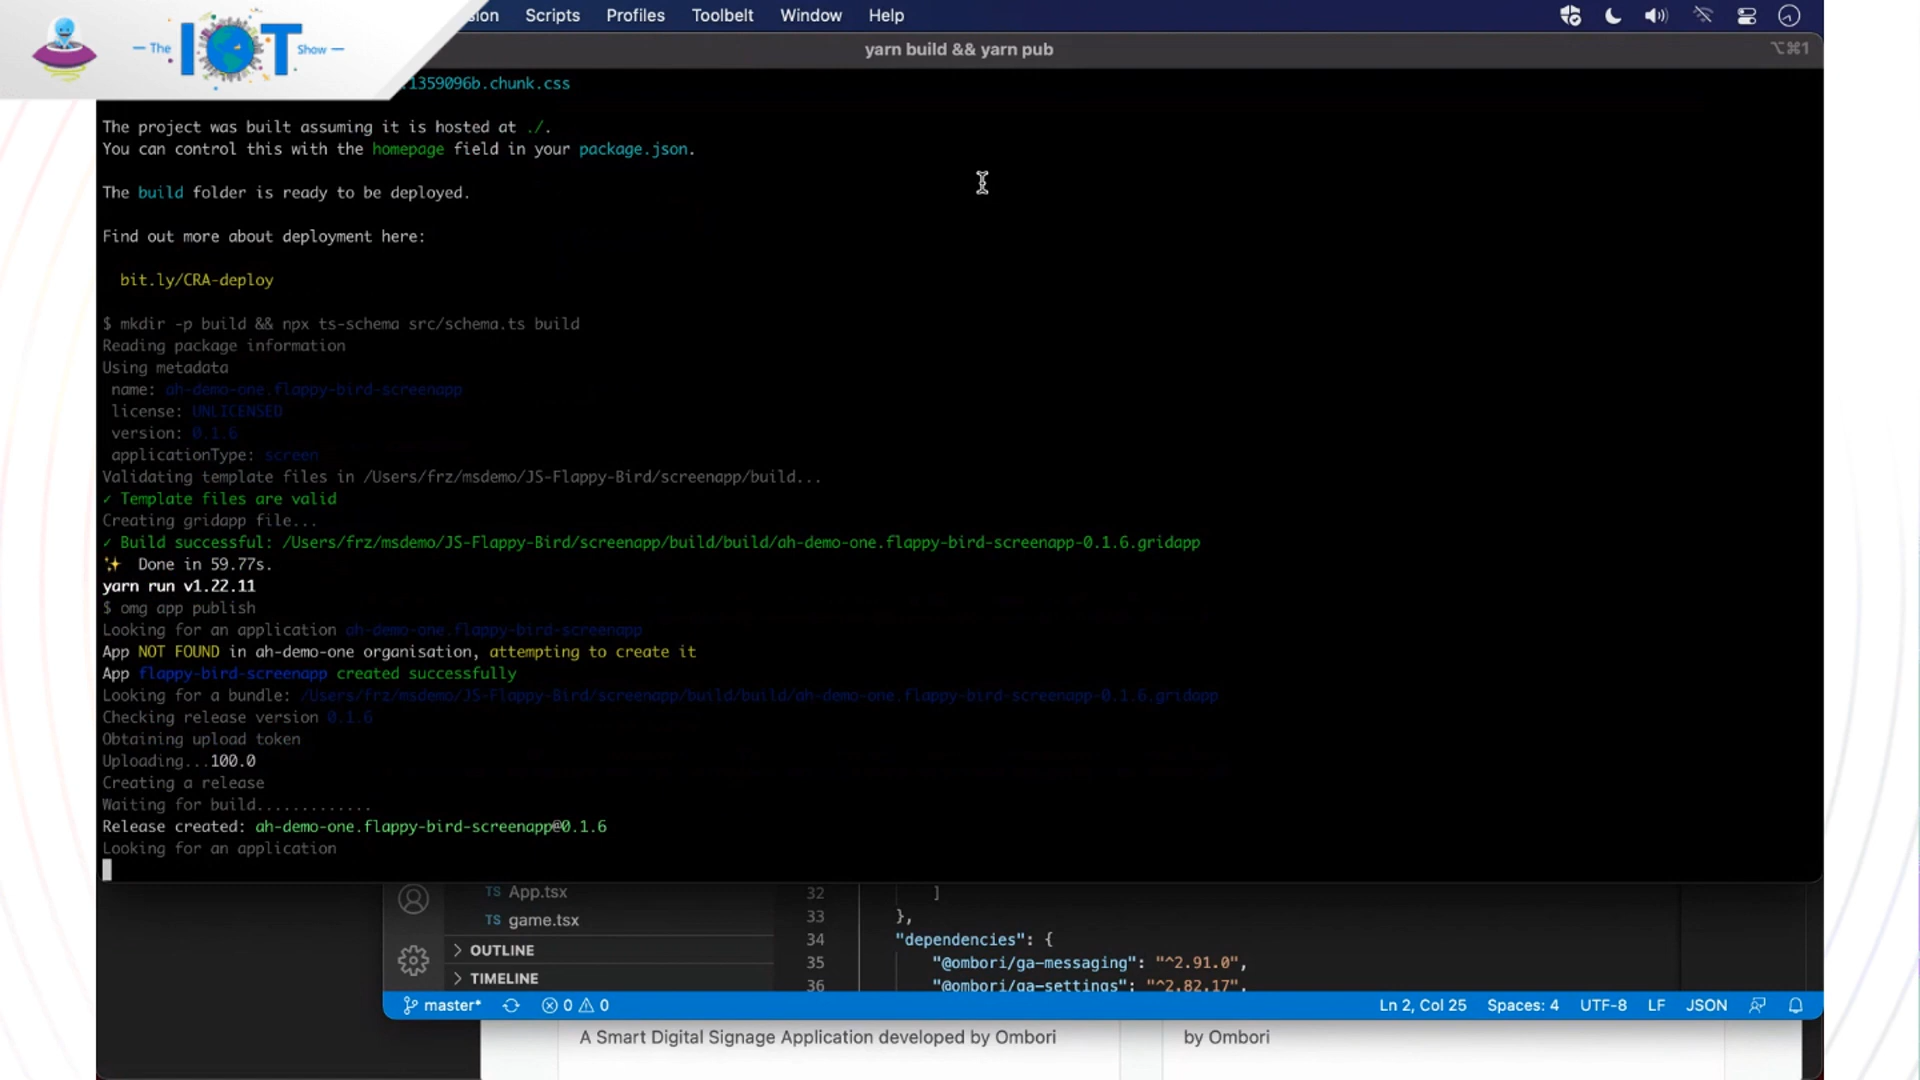 The IOT Show
sion Scripts Profiles Toolbelt Window Help
yarn build && yarn pub
⌥⌘1
.1359096b.chunk.css
The project was built assuming it is hosted at ./.
You can control this with the homepage field in your package.json.
The build folder is ready to be deployed.
Find out more about deployment here:
bit.ly/CRA-deploy
$ mkdir -p build && npx ts-schema src/schema.ts build
Reading package information
Using metadata
name: ah-demo-one.flappy-bird-screenapp
license: UNLICENSED
version: 0.1.6
applicationType: screen
Validating template files in /Users/frz/msdemo/JS-Flappy-Bird/screenapp/build...
✓ Template files are valid
Creating gridapp file...
✓ Build successful: /Users/frz/msdemo/JS-Flappy-Bird/screenapp/build/build/ah-demo-one.flappy-bird-screenapp-0.1.6.gridapp
✨ Done in 59.77s.
yarn run v1.22.11
$ omg app publish
Looking for an application ah-demo-one.flappy-bird-screenapp
App NOT FOUND in ah-demo-one organisation, attempting to create it
App flappy-bird-screenapp created successfully
Looking for a bundle: /Users/frz/msdemo/JS-Flappy-Bird/screenapp/build/build/ah-demo-one.flappy-bird-screenapp-0.1.6.gridapp
Checking release version 0.1.6
Obtaining upload token
Uploading...100.0
Creating a release
Waiting for build.............
Release created: ah-demo-one.flappy-bird-screenapp@0.1.6
Looking for an application
TS App.tsx
TS game.tsx
OUTLINE
TIMELINE
32 ]
33 },
34 "dependencies": {
35 "@ombori/ga-messaging": "^2.91.0",
36 "@ombori/ga-settings": "^2.82.17",
master* 0 0 Ln 2, Col 25 Spaces: 4 UTF-8 LF JSON
A Smart Digital Signage Application developed by Ombori
by Ombori